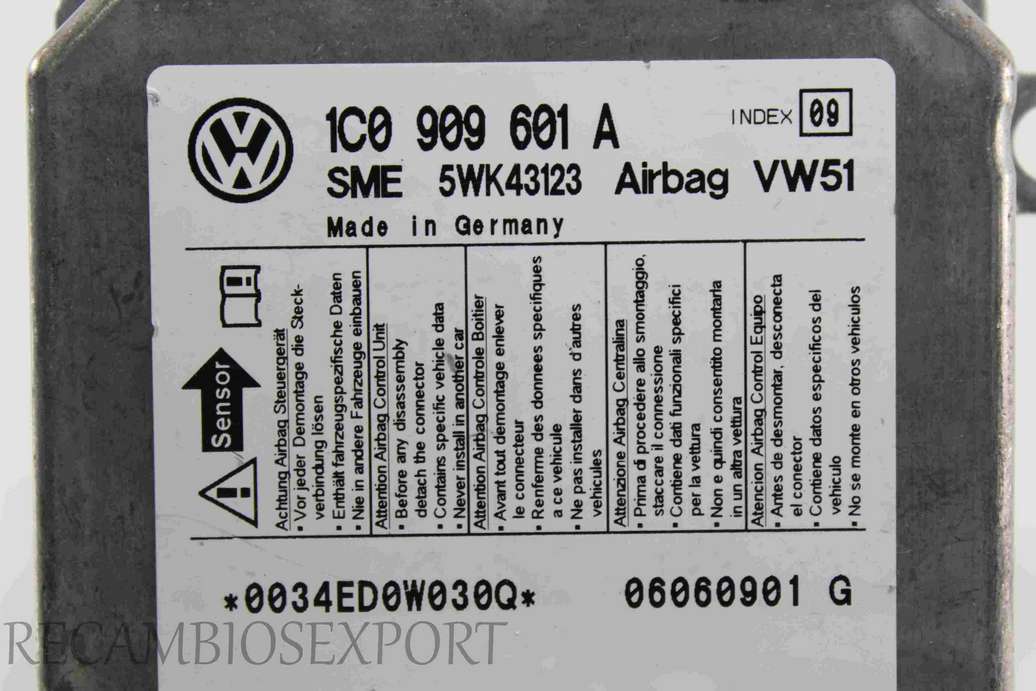 1C0 909 601 A
INDEX 09
SME 5WK43123 Airbag VW51
Made in Germany
Sensor
Achtung Airbag Steuergerät
• Vor jeder Demontage die Steck-
verbindung lösen
• Enthält fahrzeugspezifische Daten
• Nie in andere Fahrzeuge einbauen
Attention Airbag Control Unit
• Before any disassembly
detach the connector
• Contains specific vehicle data
• Never install in another car
Attention Airbag Controle Boitier
• Avant tout demontage enlever
le connecteur
• Renferme des donnees specifiques
a ce vehicule
• Ne pas installer dans d'autres
vehicules
Attenzione Airbag Centralina
• Prima di procedere allo smontaggio,
staccare il connessione
• Contiene dati funzionali specifici
per la vettura
• Non e quindi consentito montarla
in un altra vettura
Atencion Airbag Control Equipo
• Antes de desmontar, desconecta
el conector
• Contiene datos especificos del
vehiculo
• No se monte en otros vehiculos
*0034ED0W030Q*
06060901 G
RECAMBIOSEXPORT